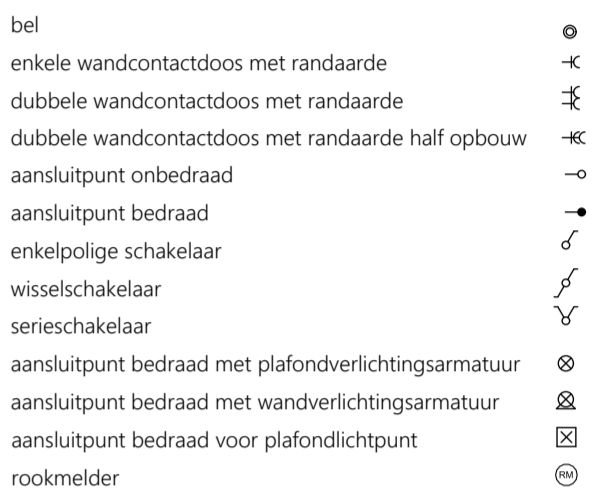 bel
enkele wandcontactdoos met randaarde
dubbele wandcontactdoos met randaarde
dubbele wandcontactdoos met randaarde half opbouw
aansluitpunt onbedraad
aansluitpunt bedraad
enkelpolige schakelaar
wisselschakelaar
serieschakelaar
aansluitpunt bedraad met plafondverlichtingsarmatuur
aansluitpunt bedraad met wandverlichtingsarmatuur
aansluitpunt bedraad voor plafondlichtpunt
rookmelder RM